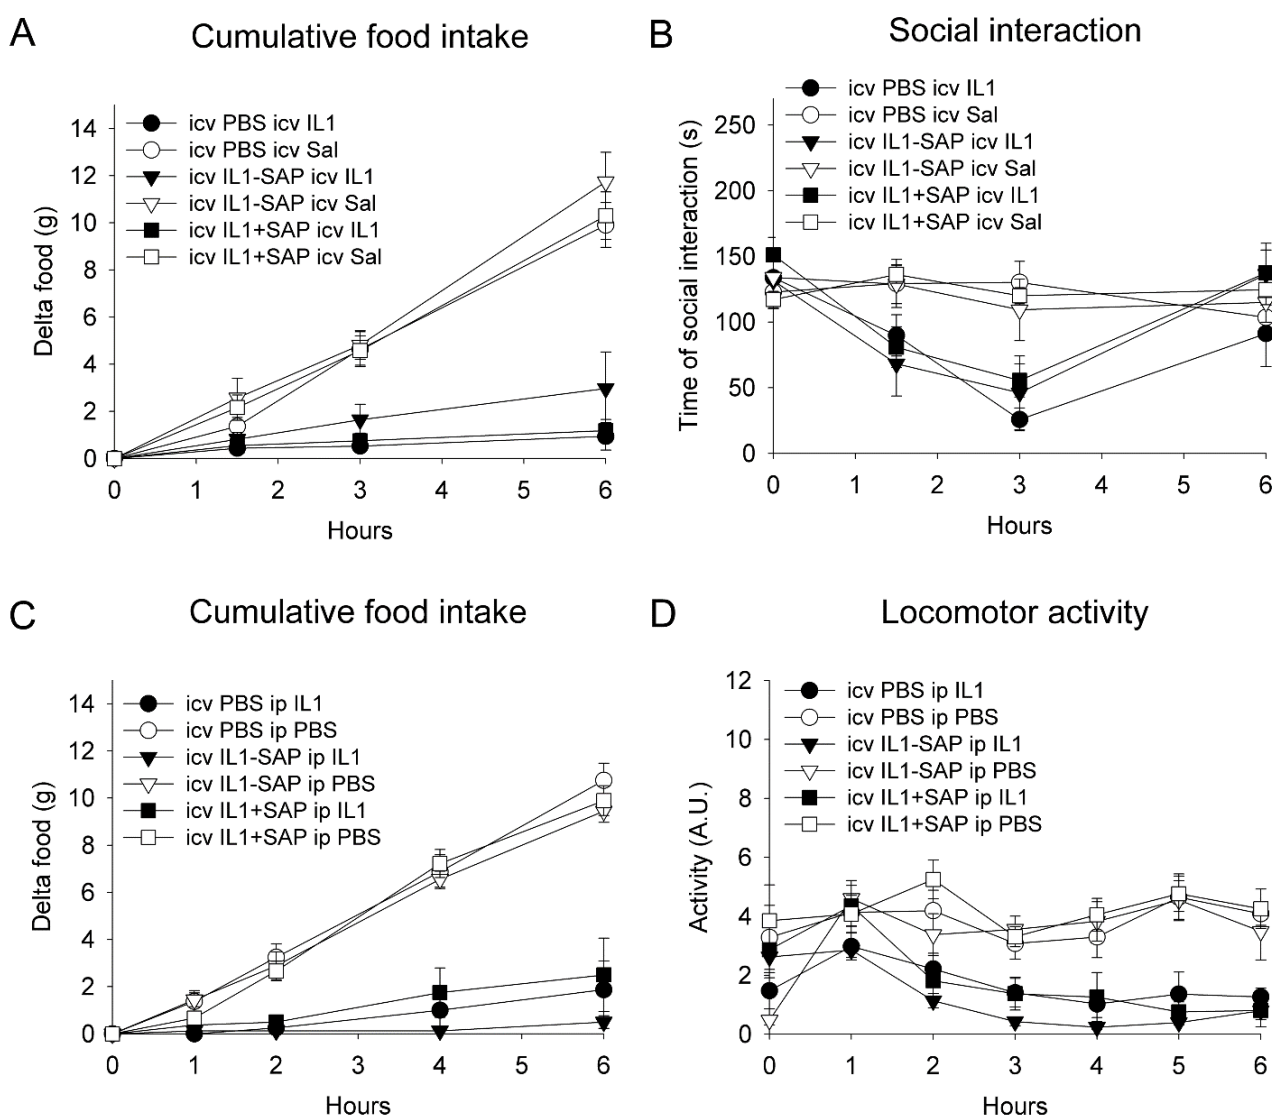 A
Cumulative food intake
icv PBS icv IL1
icv PBS icv Sal
icv IL1-SAP icv IL1
icv IL1-SAP icv Sal
icv IL1+SAP icv IL1
icv IL1+SAP icv Sal
Delta food (g)
14
12
10
8
6
4
2
0
0 1 2 3 4 5 6
Hours
B
Social interaction
icv PBS icv IL1
icv PBS icv Sal
icv IL1-SAP icv IL1
icv IL1-SAP icv Sal
icv IL1+SAP icv IL1
icv IL1+SAP icv Sal
Time of social interaction (s)
250
200
150
100
50
0
0 1 2 3 4 5 6
Hours
C
Cumulative food intake
icv PBS ip IL1
icv PBS ip PBS
icv IL1-SAP ip IL1
icv IL1-SAP ip PBS
icv IL1+SAP ip IL1
icv IL1+SAP ip PBS
Delta food (g)
14
12
10
8
6
4
2
0
0 1 2 3 4 5 6
Hours
D
Locomotor activity
icv PBS ip IL1
icv PBS ip PBS
icv IL1-SAP ip IL1
icv IL1-SAP ip PBS
icv IL1+SAP ip IL1
icv IL1+SAP ip PBS
Activity (A.U.)
12
10
8
6
4
2
0
0 1 2 3 4 5 6
Hours